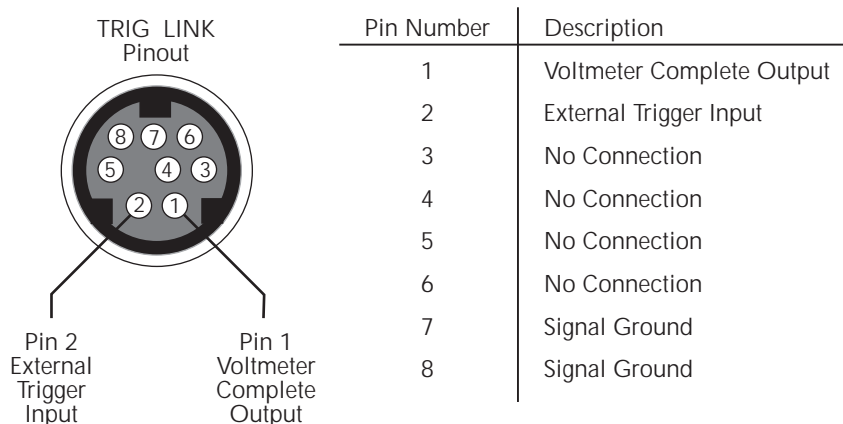 TRIG LINK
Pinout
8 7 6
5 4 3
2 1
Pin 2
External
Trigger
Input
Pin 1
Voltmeter
Complete
Output
Pin Number Description
1 Voltmeter Complete Output
2 External Trigger Input
3 No Connection
4 No Connection
5 No Connection
6 No Connection
7 Signal Ground
8 Signal Ground